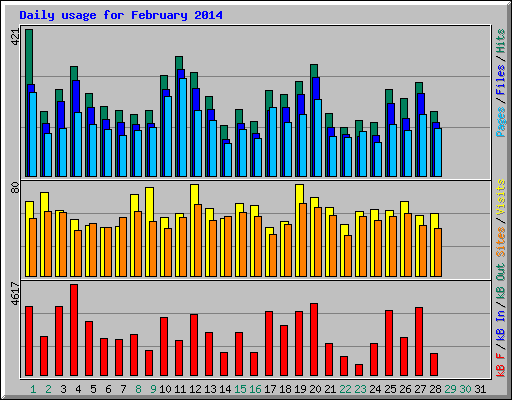 Daily usage for February 2014
421
Pages / Files / Hits
80
Sites / Visits
4617
kB F / kB In / kB Out
1 2 3 4 5 6 7 8 9 10 11 12 13 14 15 16 17 18 19 20 21 22 23 24 25 26 27 28 29 30 31